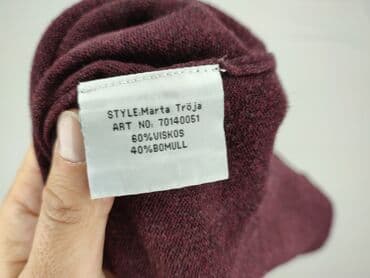 STYLE:Marta Tröja
ART NO: 70140051
60%VISKOS
40%BOMULL